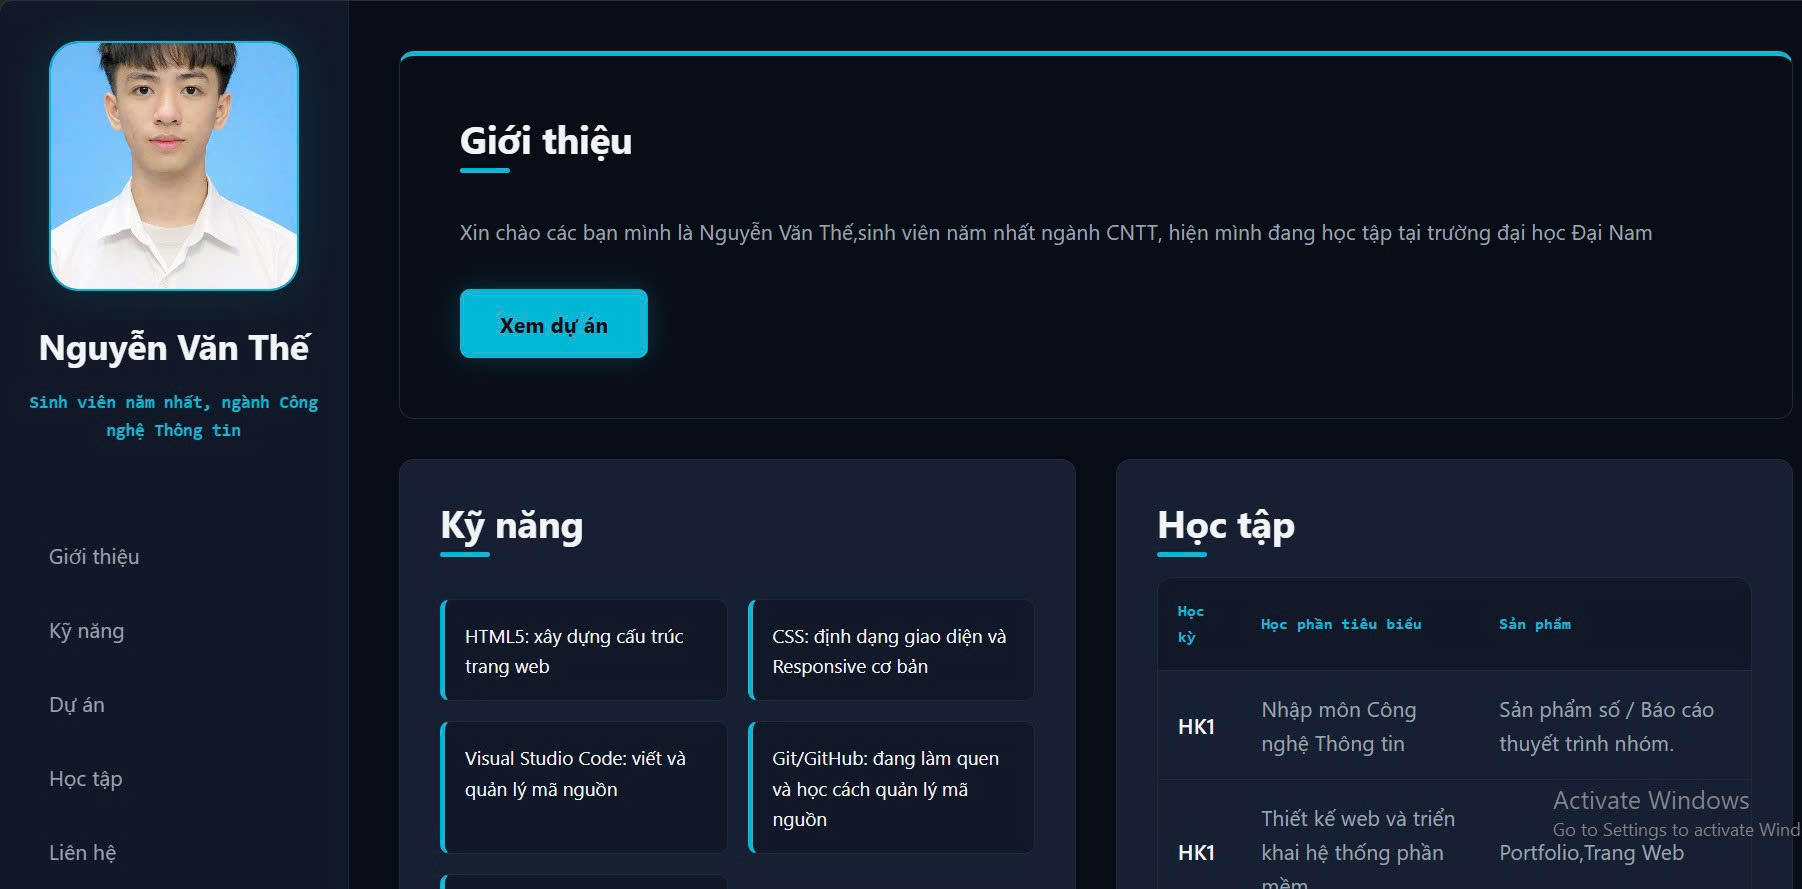 Nguyễn Văn Thế
Sinh viên năm nhất, ngành Công
nghệ Thông tin
Giới thiệu
Kỹ năng
Dự án
Học tập
Liên hệ
Giới thiệu
Xin chào các bạn mình là Nguyễn Văn Thế,sinh viên năm nhất ngành CNTT, hiện mình đang học tập tại trường đại học Đại Nam
Xem dự án
Kỹ năng
HTML5: xây dựng cấu trúc
trang web
CSS: định dạng giao diện và
Responsive cơ bản
Visual Studio Code: viết và
quản lý mã nguồn
Git/GitHub: đang làm quen
và học cách quản lý mã
nguồn
Học tập
Học
kỳ
Học phần tiêu biểu
Sản phẩm
HK1
Nhập môn Công
nghệ Thông tin
Sản phẩm số / Báo cáo
thuyết trình nhóm.
HK1
Thiết kế web và triển
khai hệ thống phần
mềm
Portfolio,Trang Web
Activate Windows
Go to Settings to activate Wind